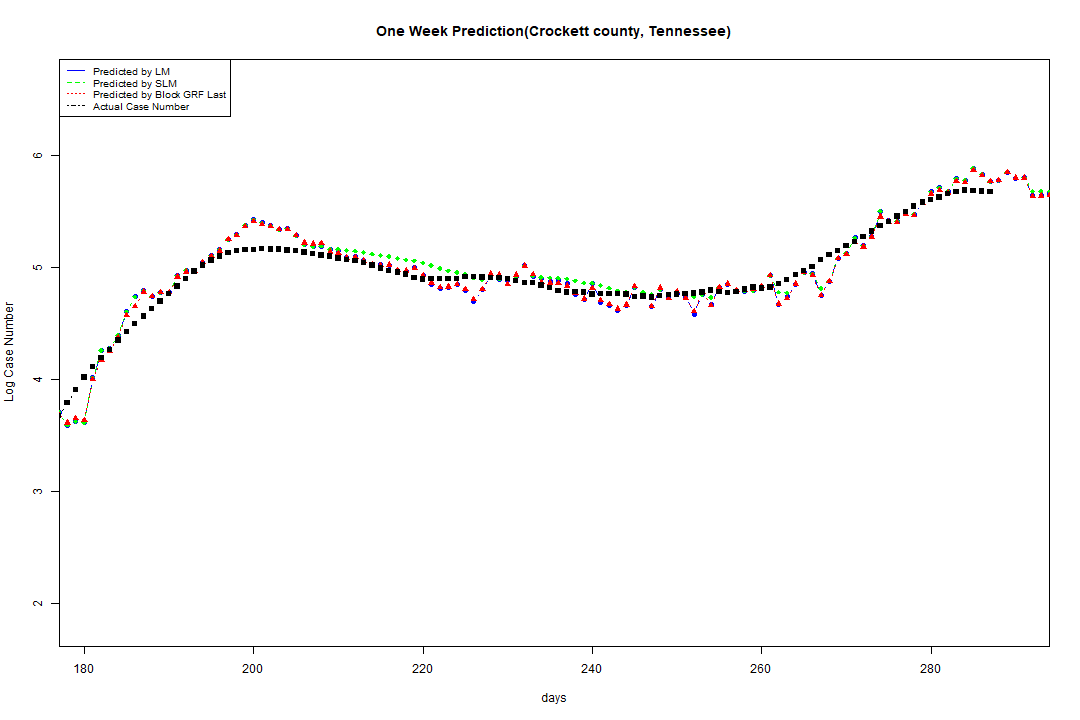 One Week Prediction(Crockett county, Tennessee)
Predicted by LM
Predicted by SLM
Predicted by Block GRF Last
Actual Case Number
6
5
4
3
2
Log Case Number
180 200 220 240 260 280
days